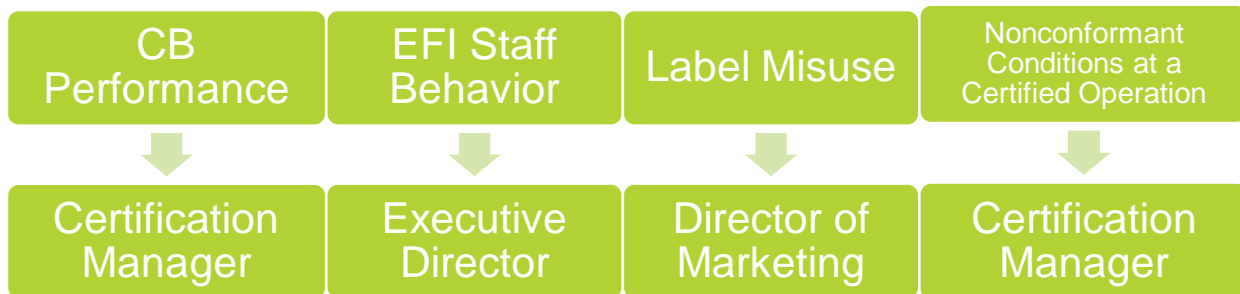 CB
Performance
EFI Staff
Behavior
Label Misuse
Nonconformant
Conditions at a
Certified Operation
Certification
Manager
Executive
Director
Director of
Marketing
Certification
Manager